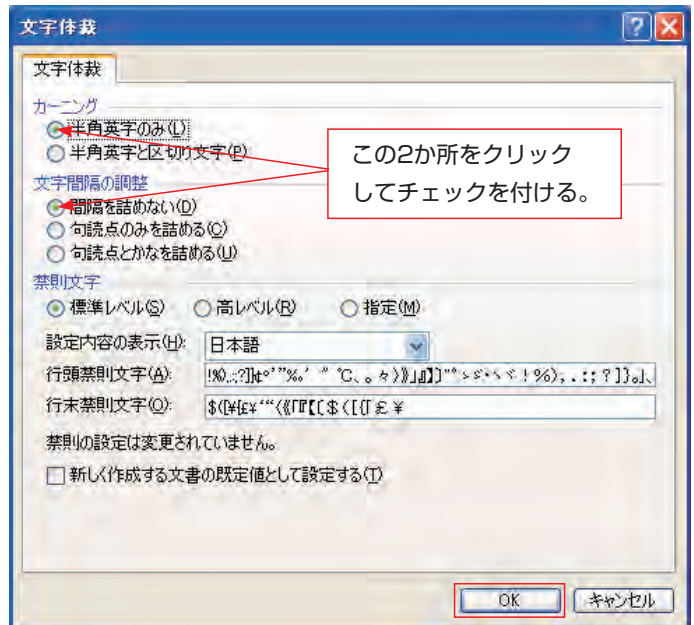 文字体裁
文字体裁
カーニング
半角英字のみ(L)
半角英字と区切り文字(P)
この2か所をクリック
してチェックを付ける。
文字間隔の調整
間隔を詰めない(D)
句読点のみを詰める(C)
句読点とかなを詰める(U)
禁則文字
標準レベル(S) 高レベル(R) 指定(M)
設定内容の表示(H): 日本語
行頭禁則文字(A):
行末禁則文字(O):
禁則の設定は変更されていません。
新しく作成する文書の既定値として設定する(T)
OK キャンセル